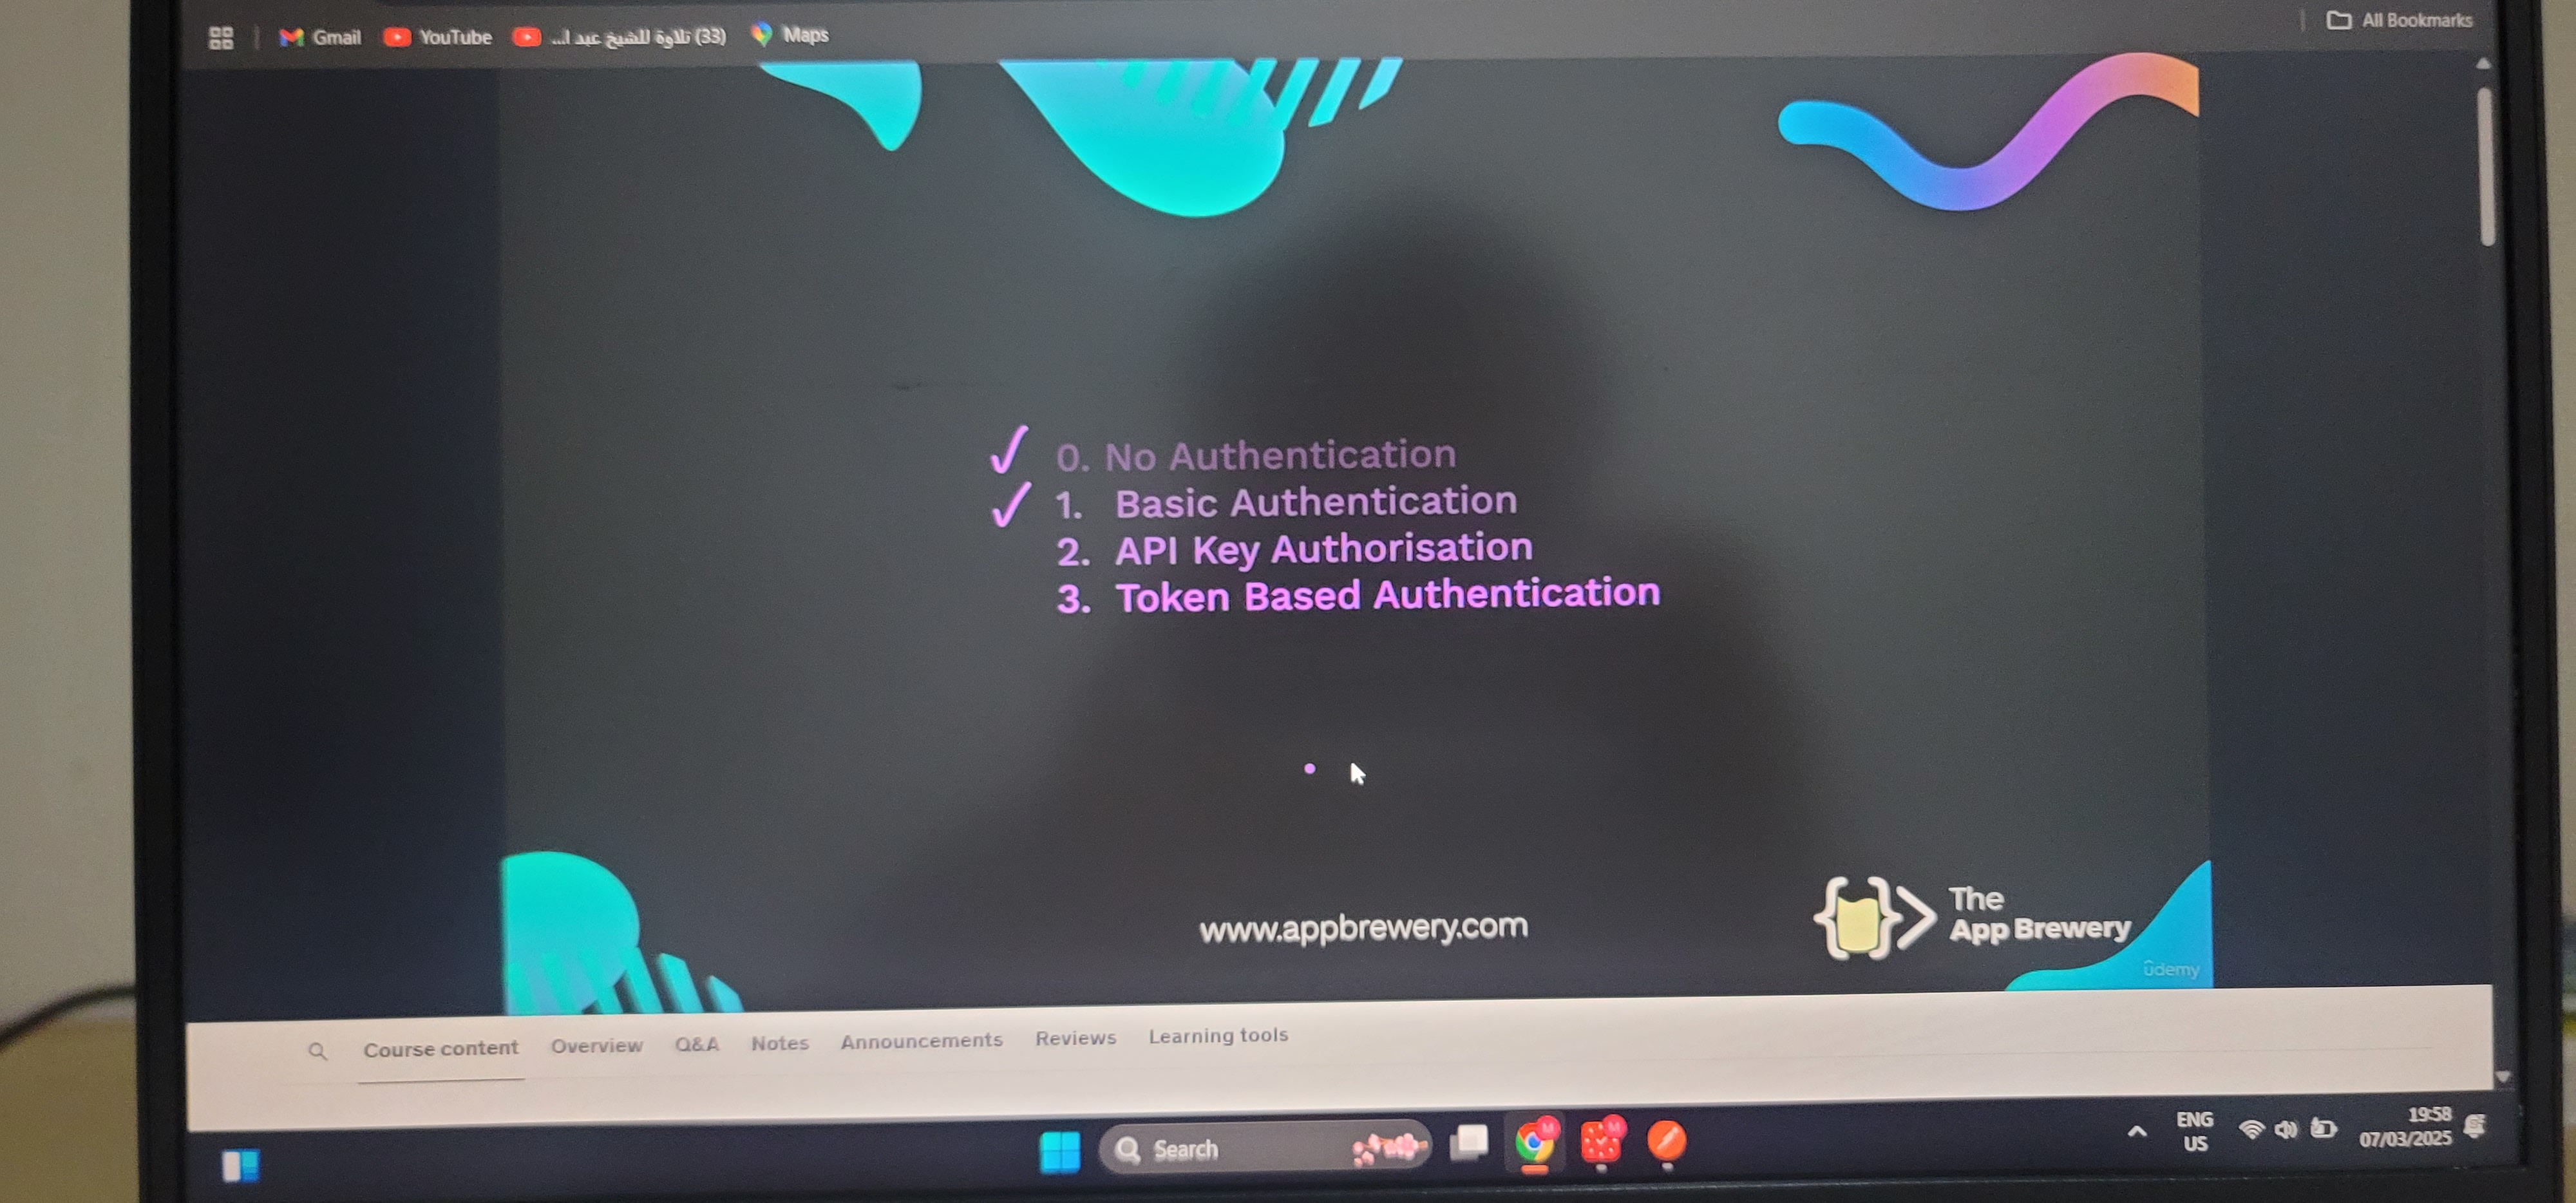 Gmail
YouTube
(33) تلاوة للشيخ عبد ا...
Maps
All Bookmarks
0. No Authentication
1. Basic Authentication
2. API Key Authorisation
3. Token Based Authentication
www.appbrewery.com
The
App Brewery
ûdemy
Course content
Overview
Q&A
Notes
Announcements
Reviews
Learning tools
Search
M
M
ENG
US
19:58
07/03/2025